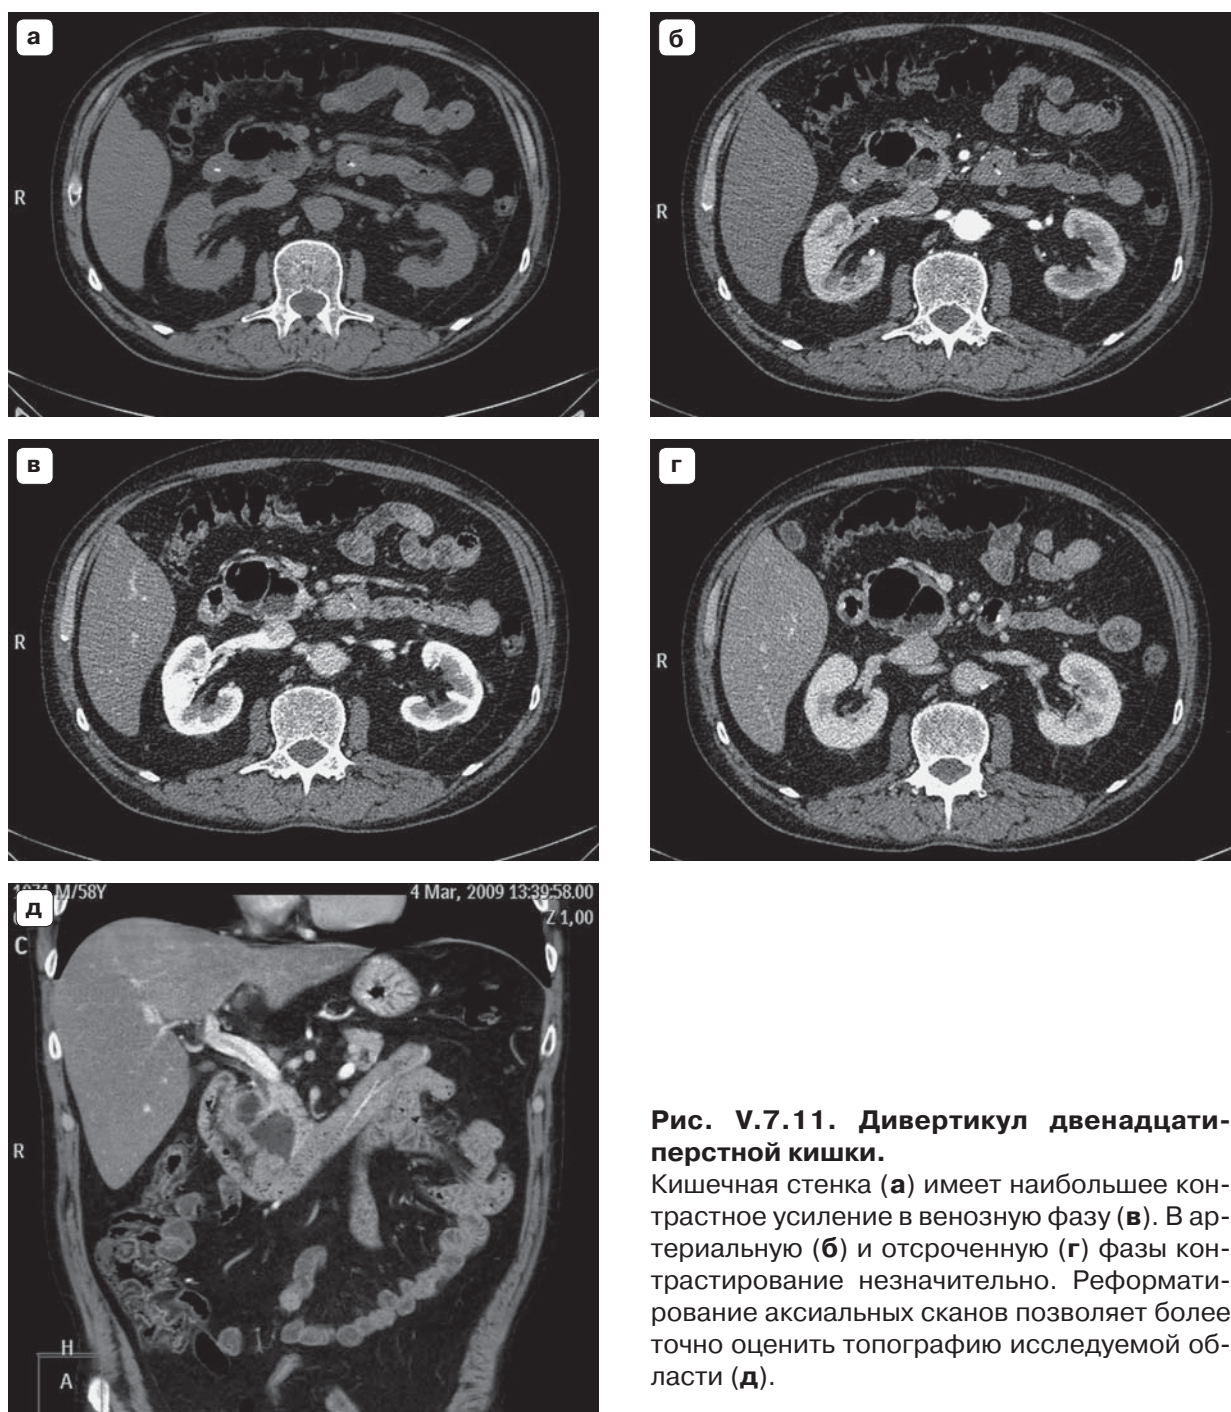 а
б
R
R
в
г
R
R
д
M/58Y
4 Mar, 2009 13:39:58.00
Z 1,00
C
R
H
A
Рис. V.7.11. Дивертикул двенадцати-
перстной кишки.
Кишечная стенка (а) имеет наибольшее кон-
трастное усиление в венозную фазу (в). В ар-
териальную (б) и отсроченную (г) фазы кон-
трастирование незначительно. Реформати-
рование аксиальных сканов позволяет более
точно оценить топографию исследуемой об-
ласти (д).